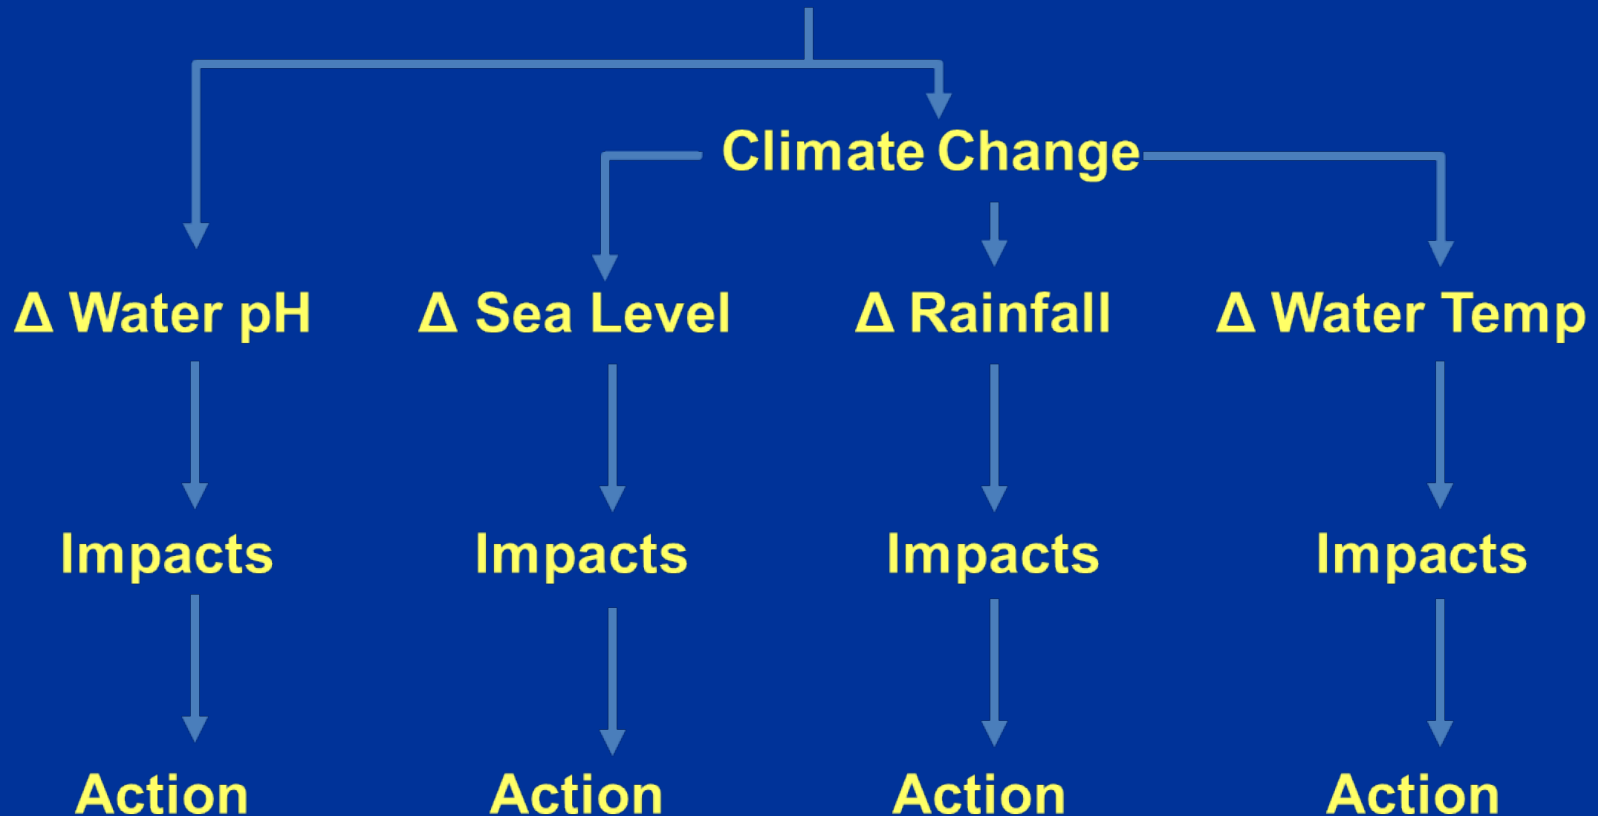 Climate Change
Δ Water pH Δ Sea Level Δ Rainfall Δ Water Temp
Impacts Impacts Impacts Impacts
Action Action Action Action